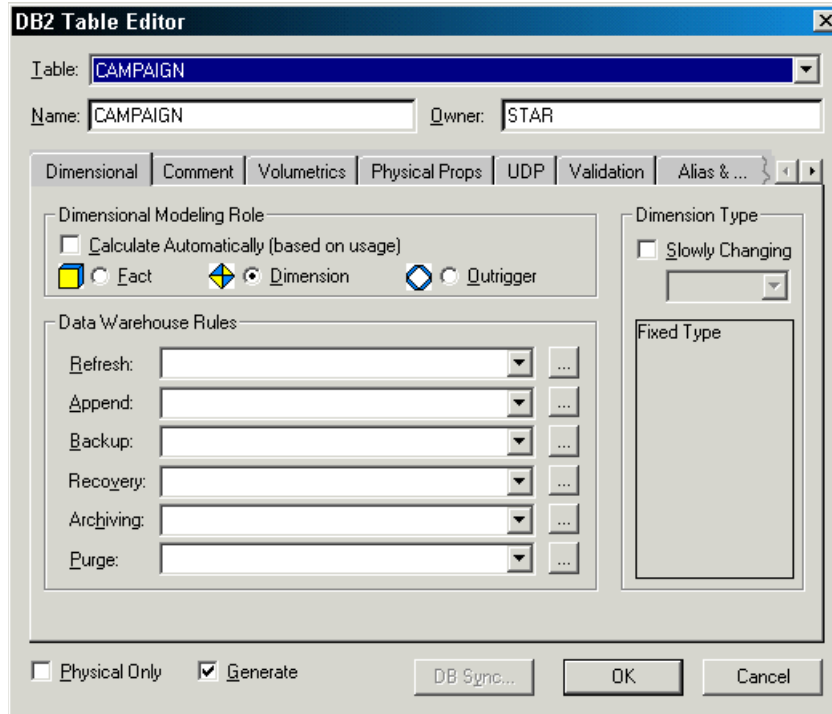 DB2 Table Editor
Table: CAMPAIGN
Name: CAMPAIGN Owner: STAR
Dimensional Comment Volumetrics Physical Props UDP Validation Alias & ...
Dimensional Modeling Role Dimension Type
Calculate Automatically (based on usage) Slowly Changing
Fact Dimension Outrigger
Data Warehouse Rules Fixed Type
Refresh: ...
Append: ...
Backup: ...
Recovery: ...
Archiving: ...
Purge: ...
Physical Only Generate DB Sync... OK Cancel